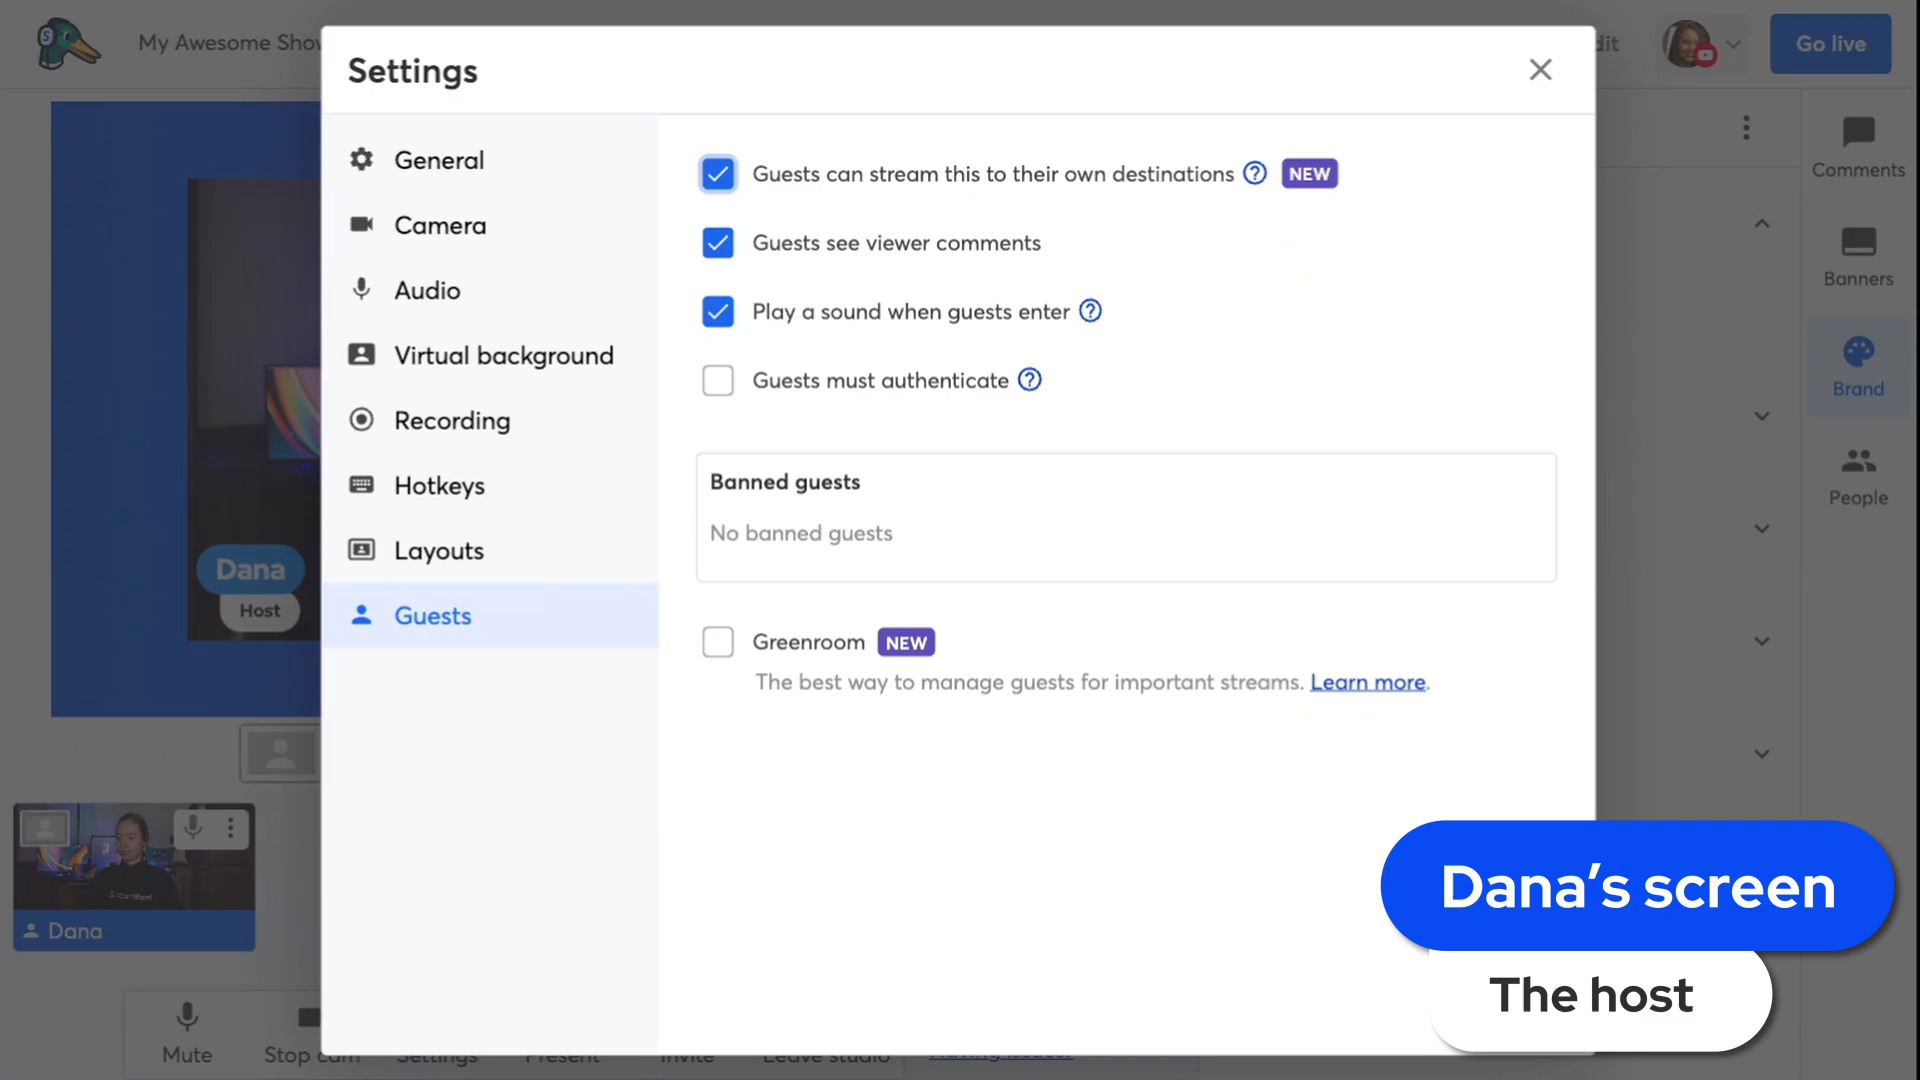 My Awesome Show
Go live
Settings
General
Camera
Audio
Virtual background
Recording
Hotkeys
Layouts
Guests
Guests can stream this to their own destinations ? NEW
Guests see viewer comments
Play a sound when guests enter ?
Guests must authenticate ?
Banned guests
No banned guests
Greenroom NEW
The best way to manage guests for important streams. Learn more.
Comments
Banners
Brand
People
Dana
Host
Dana
Mute
Stop cam
Settings
Present
Invite
Leave studio
Dana's screen
The host